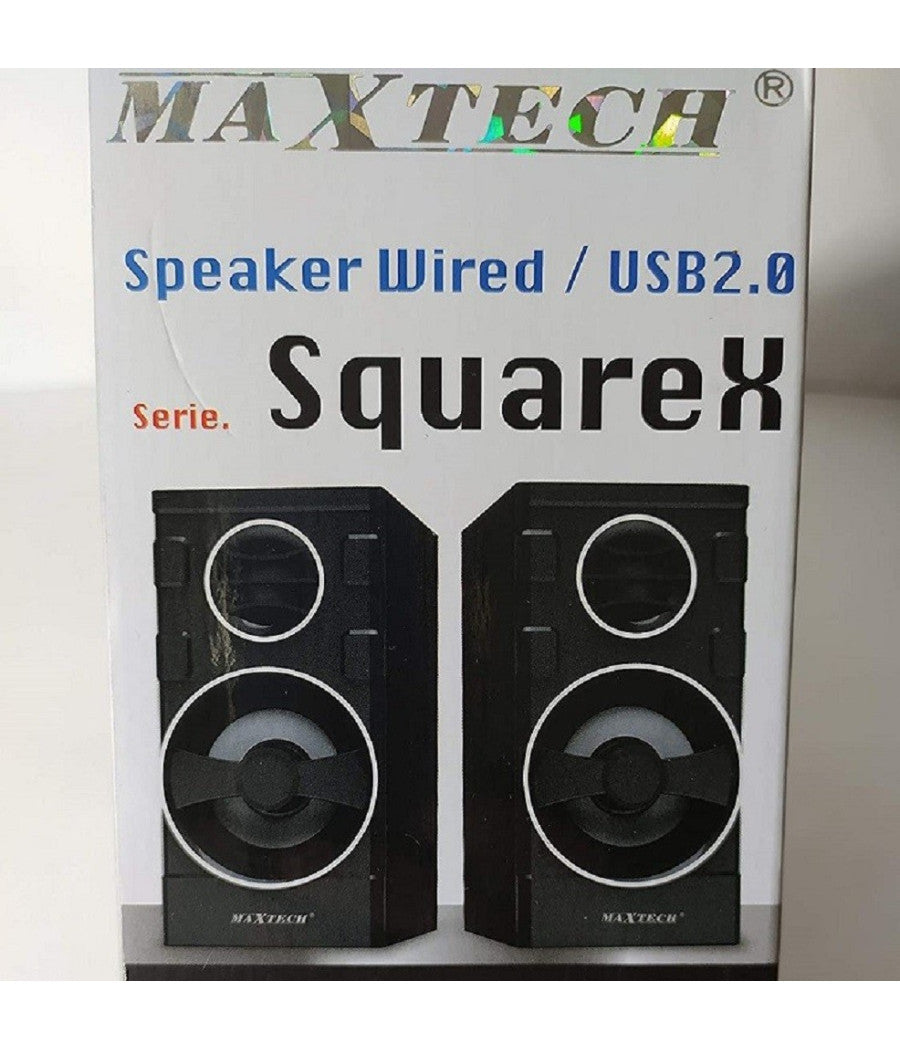 MAXTECH®
Speaker Wired / USB2.0
Serie. SquareX
MAXTECH® MAXTECH®